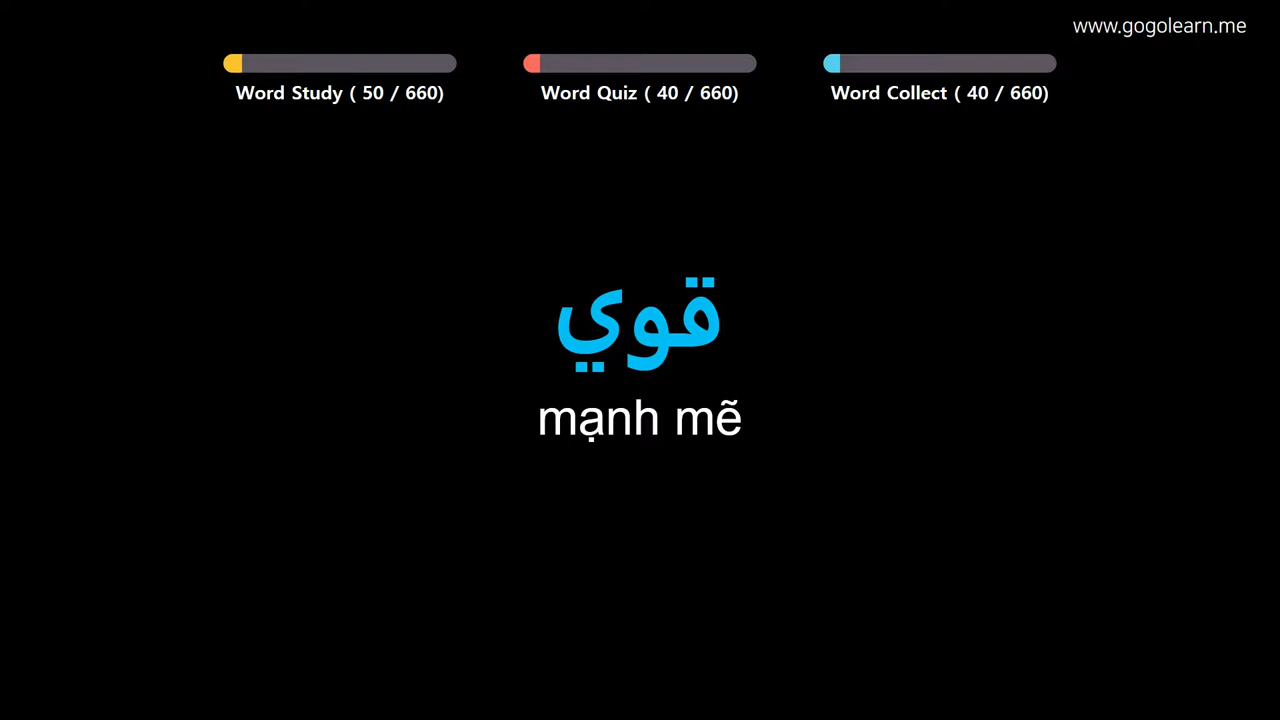 www.gogolearn.me
Word Study ( 50 / 660)
Word Quiz ( 40 / 660)
Word Collect ( 40 / 660)
قوي
mạnh mẽ